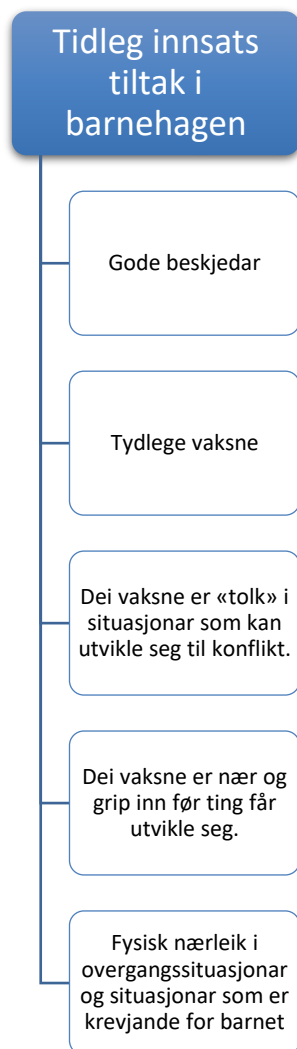 Tidleg innsats
tiltak i
barnehagen
Gode beskjedar
Tydlege vaksne
Dei vaksne er «tolk» i
situasjonar som kan
utvikle seg til konflikt.
Dei vaksne er nær og
grip inn før ting får
utvikle seg.
Fysisk nærleik i
overgangssituasjonar
og situasjonar som er
krevjande for barnet